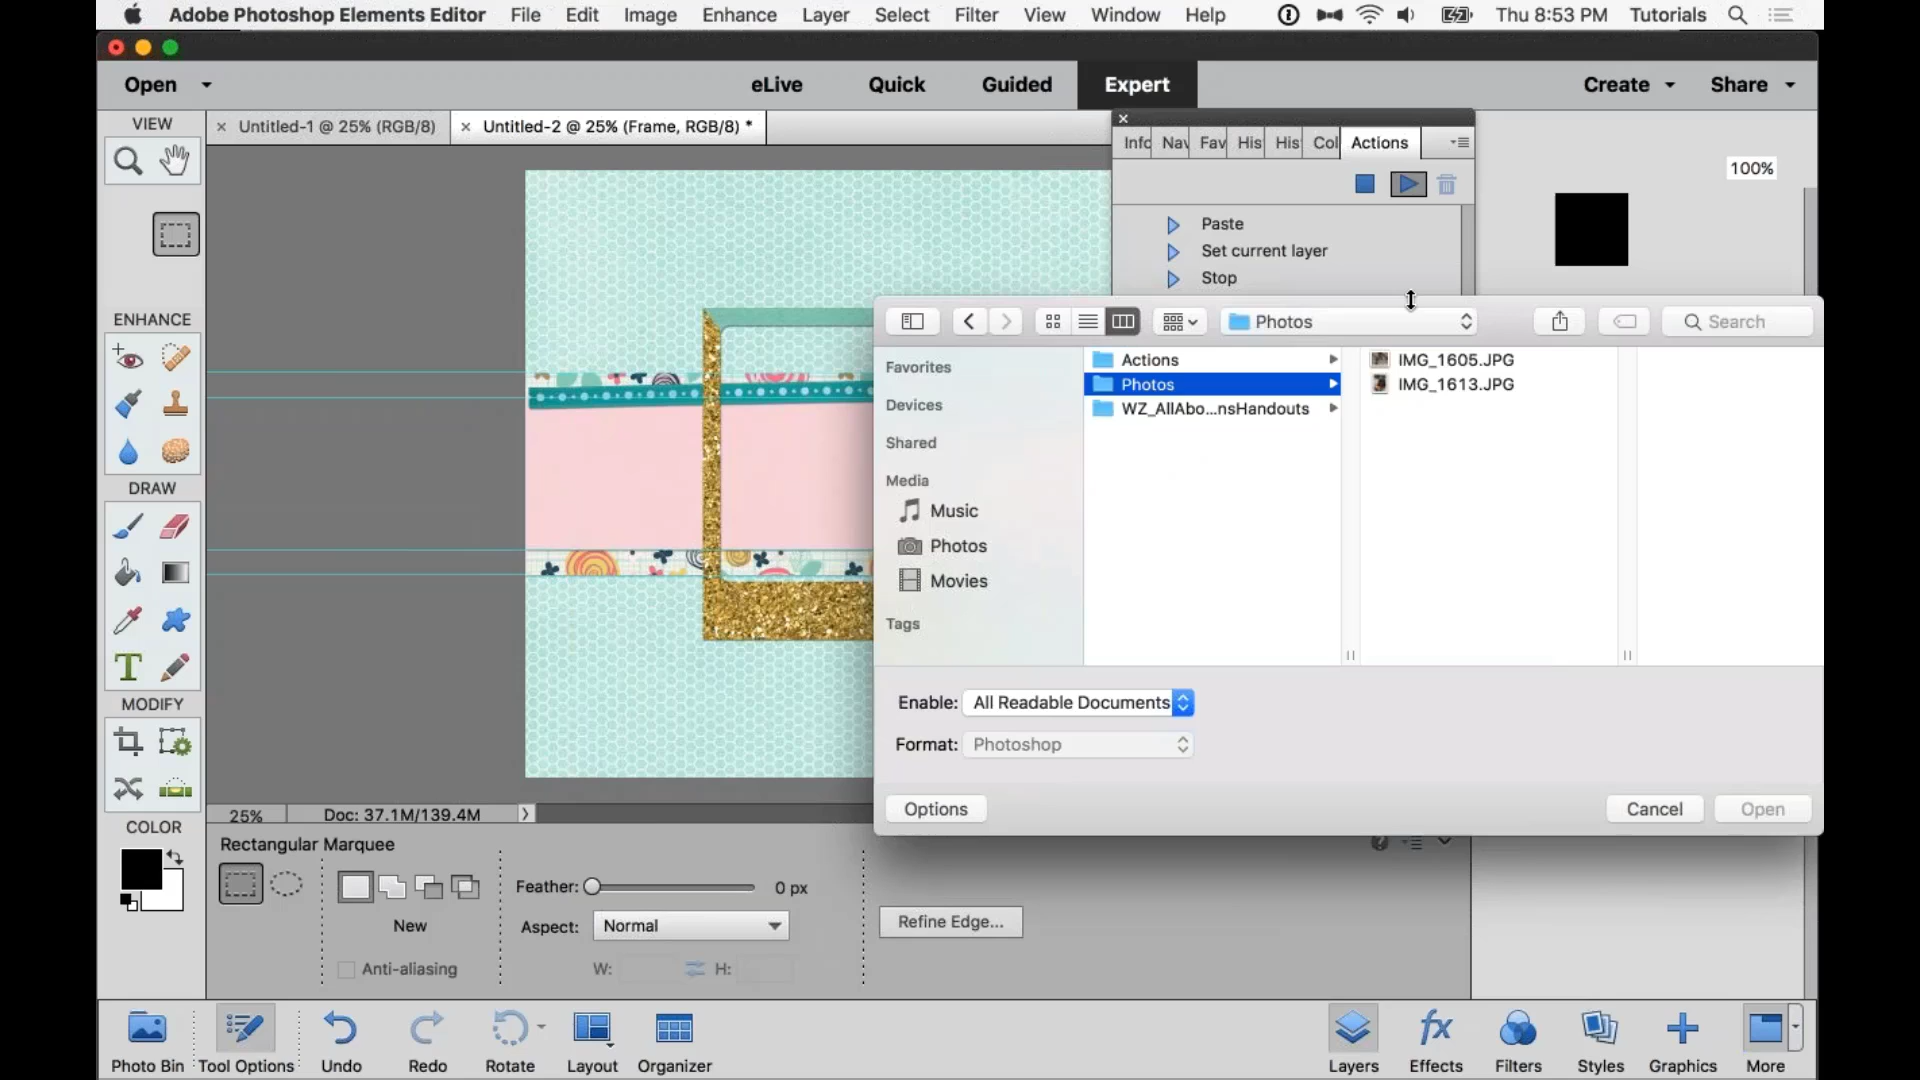 Adobe Photoshop Elements Editor File Edit Image Enhance Layer Select Filter View Window Help Thu 8:53 PM Tutorials
Open eLive Quick Guided Expert Create Share
VIEW
× Untitled-1 @ 25% (RGB/8) × Untitled-2 @ 25% (Frame, RGB/8) *
Info Nav Fav His His Col Actions
100%
Paste
Set current layer
Stop
ENHANCE
Photos
Search
Favorites
Devices
Shared
Media
Music
Photos
Movies
Tags
Actions
Photos
WZ_AllAbo...nsHandouts
IMG_1605.JPG
IMG_1613.JPG
DRAW
T
MODIFY
Enable: All Readable Documents
Format: Photoshop
Options Cancel Open
25% Doc: 37.1M/139.4M
COLOR
Rectangular Marquee
Feather: 0 px
New
Aspect: Normal
Refine Edge...
Anti-aliasing
W: H:
fx
Photo Bin Tool Options Undo Redo Rotate Layout Organizer Layers Effects Filters Styles Graphics More